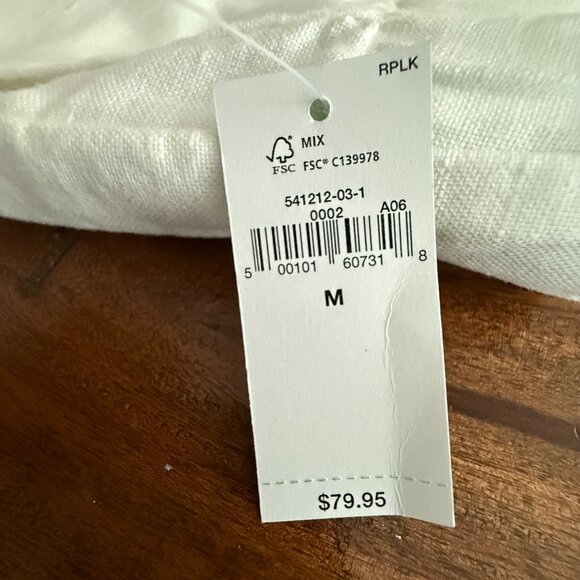 RPLK
MIX
FSC FSC® C139978
541212-03-1
0002 A06
5 00101 60731 8
M
$79.95